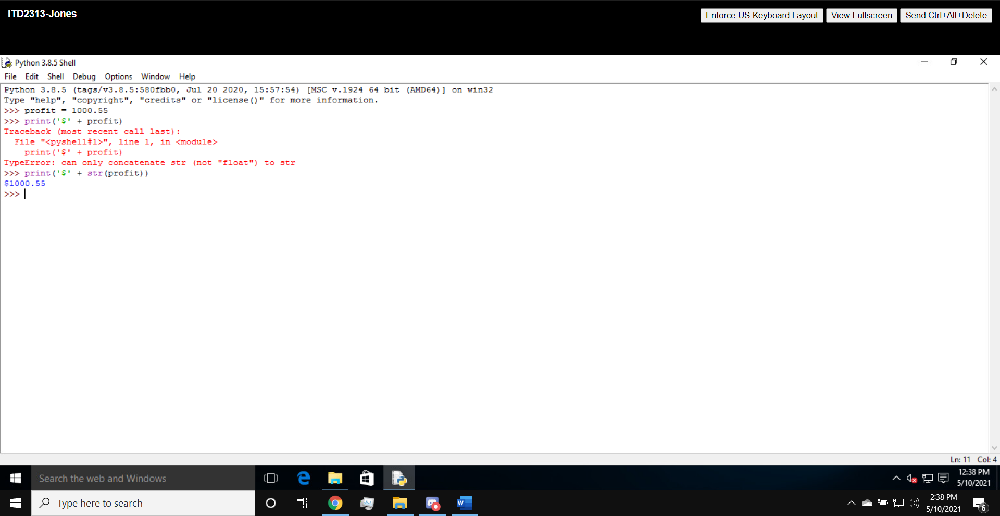 ITD2313-Jones
Enforce US Keyboard Layout
View Fullscreen
Send Ctrl+Alt+Delete
Python 3.8.5 Shell
File Edit Shell Debug Options Window Help
Python 3.8.5 (tags/v3.8.5:580fbb0, Jul 20 2020, 15:57:54) [MSC v.1924 64 bit (AMD64)] on win32
Type "help", "copyright", "credits" or "license()" for more information.
>>> profit = 1000.55
>>> print('$' + profit)
Traceback (most recent call last):
  File "<pyshell#1>", line 1, in <module>
    print('$' + profit)
TypeError: can only concatenate str (not "float") to str
>>> print('$' + str(profit))
$1000.55
>>>
Ln: 11 Col: 4
Search the web and Windows
12:38 PM
5/10/2021
Type here to search
2:38 PM
5/10/2021
6